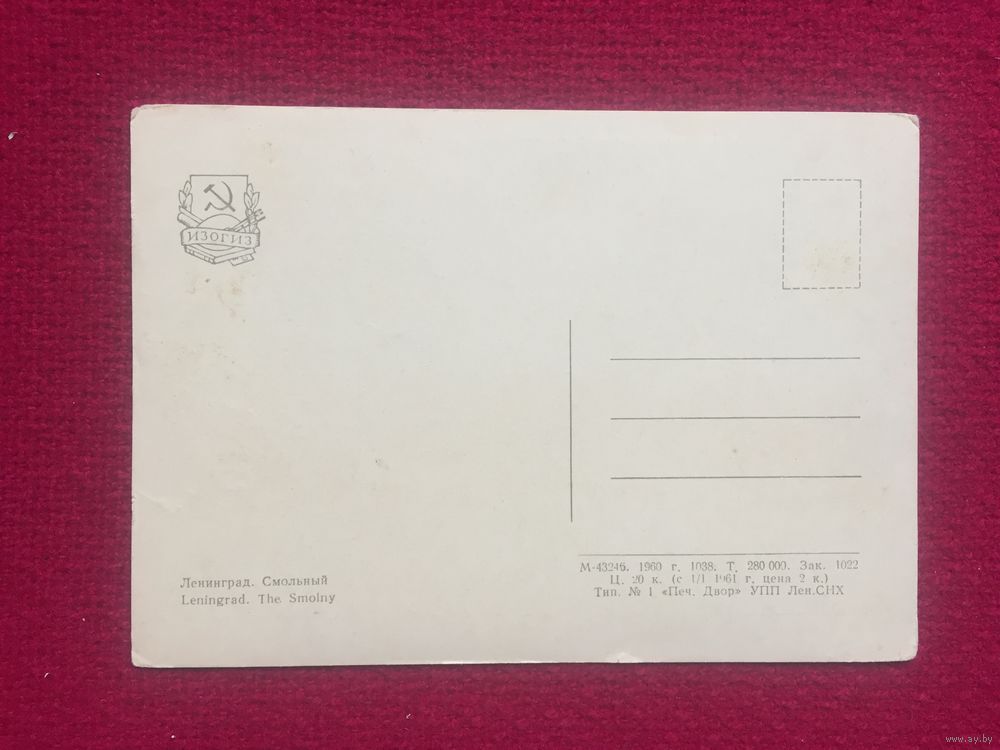 ИЗОГИЗ
Ленинград. Смольный
Leningrad. The Smolny
М-43246. 1960 г. 1038. Т. 280 000. Зак. 1022
Ц. 20 к. (с 1/1 1961 г. цена 2 к.)
Тип. № 1 «Печ. Двор» УПП Лен.СНХ
www.ay.by